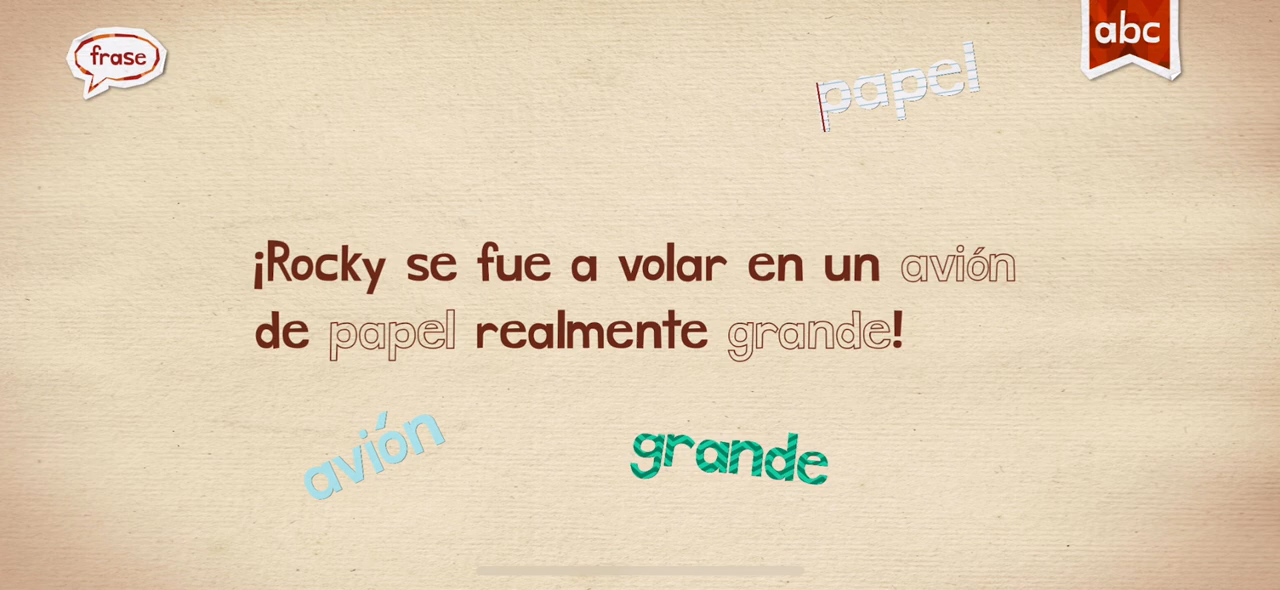 frase
abc
papel
¡Rocky se fue a volar en un avión
de papel realmente grande!
avión
grande